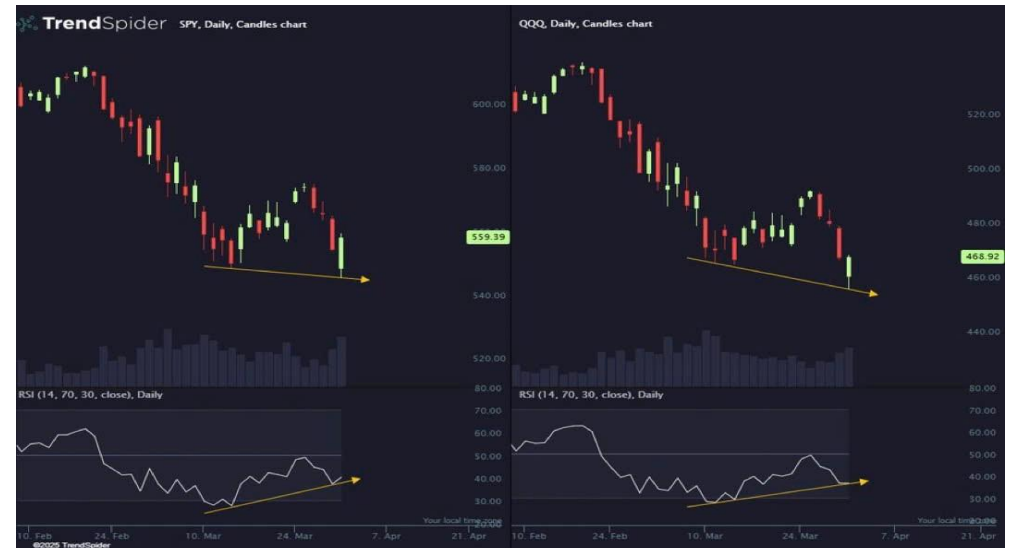 TrendSpider SPY, Daily, Candles chart
600.00
580.00
559.39
540.00
520.00
80.00
RSI (14, 70, 30, close), Daily
70.00
60.00
50.00
40.00
30.00
20.00
Your local time zone
10. Feb 24. Feb 10. Mar 24. Mar 7. Apr 21. Apr
©2025 TrendSpider
QQQ, Daily, Candles chart
520.00
500.00
480.00
468.92
460.00
440.00
80.00
RSI (14, 70, 30, close), Daily
70.00
60.00
50.00
40.00
30.00
20.00
Your local time zone
10. Feb 24. Feb 10. Mar 24. Mar 7. Apr 21. Apr